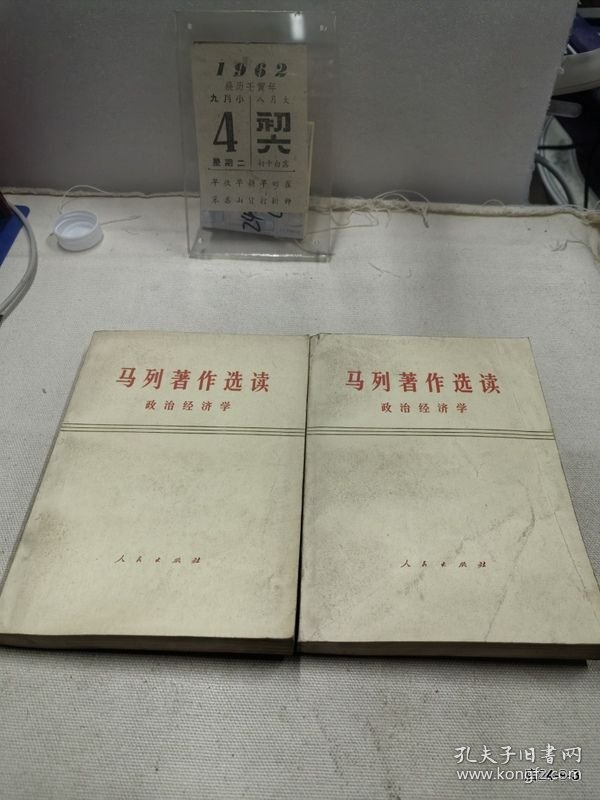 1962
夏历壬寅年
九月小 八月大
4 初六
星期二
24
马列著作选读
政治经济学
人民出版社
马列著作选读
政治经济学
人民出版社
孔夫子旧书网
www.kongfz.com